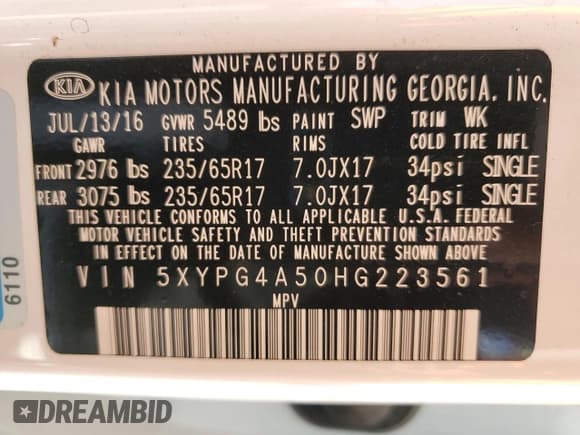 MANUFACTURED BY
KIA KIA MOTORS MANUFACTURING GEORGIA. INC.
JUL/13/16 GVWR 5489 lbs PAINT SWP TRIM WK
GAWR TIRES RIMS COLD TIRE INFL
FRONT 2976 lbs 235/65R17 7.0JX17 34psi SINGLE
REAR 3075 lbs 235/65R17 7.0JX17 34psi SINGLE
THIS VEHICLE CONFORMS TO ALL APPLICABLE U.S.A. FEDERAL
MOTOR VEHICLE SAFETY AND THEFT PREVENTION STANDARDS
IN EFFECT ON THE DATE OF MANUFACTURE SHOWN ABOVE.
VIN 5XYPG4A50HG223561
MPV
6110
DREAMBID